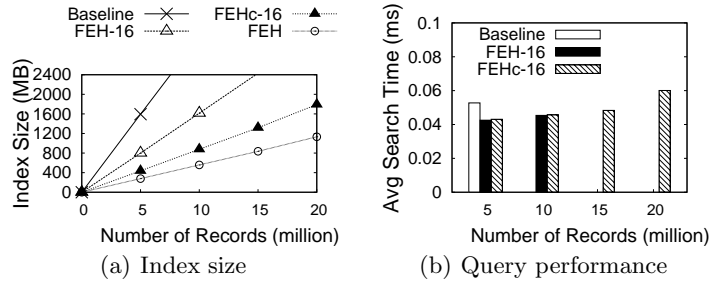 Baseline
FEH-16
FEHc-16
FEH
Index Size (MB)
2400
2000
1600
1200
800
400
0
0 5 10 15 20
Number of Records (million)
(a) Index size
Baseline
FEH-16
FEHc-16
Avg Search Time (ms)
0.1
0.08
0.06
0.04
0.02
0
5 10 15 20
Number of Records (million)
(b) Query performance